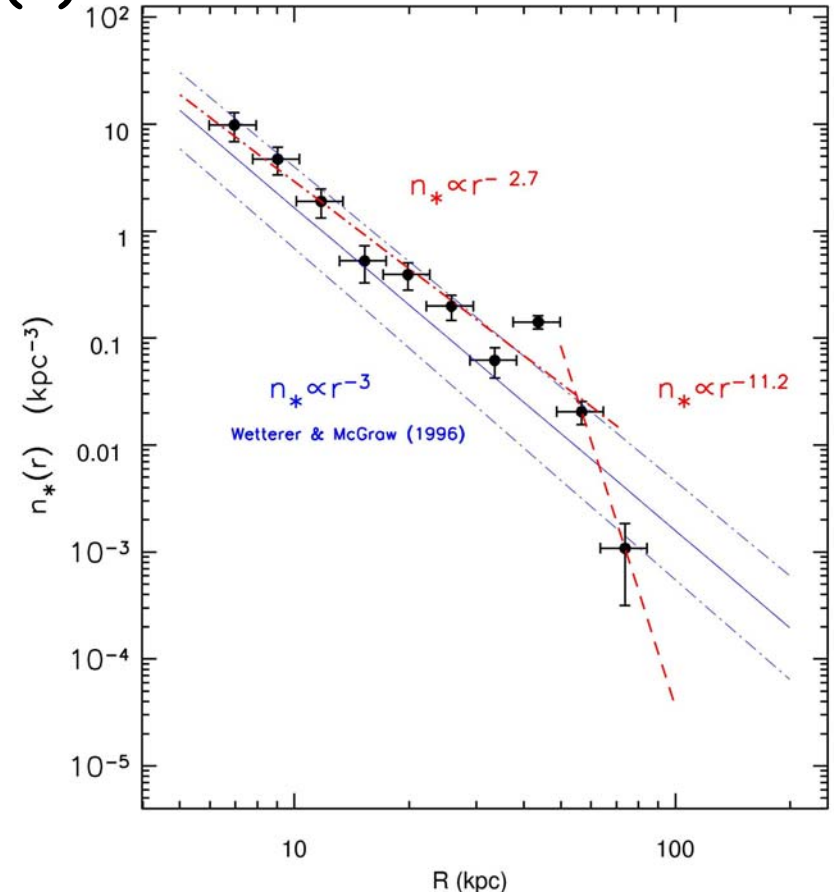 10²
10
1
0.1
0.01
10⁻³
10⁻⁴
10⁻⁵
n*(r) (kpc⁻³)
n* ∝r⁻ ².⁷
n* ∝r⁻³
Wetterer & McGraw (1996)
n* ∝r⁻¹¹.²
10 100
R (kpc)